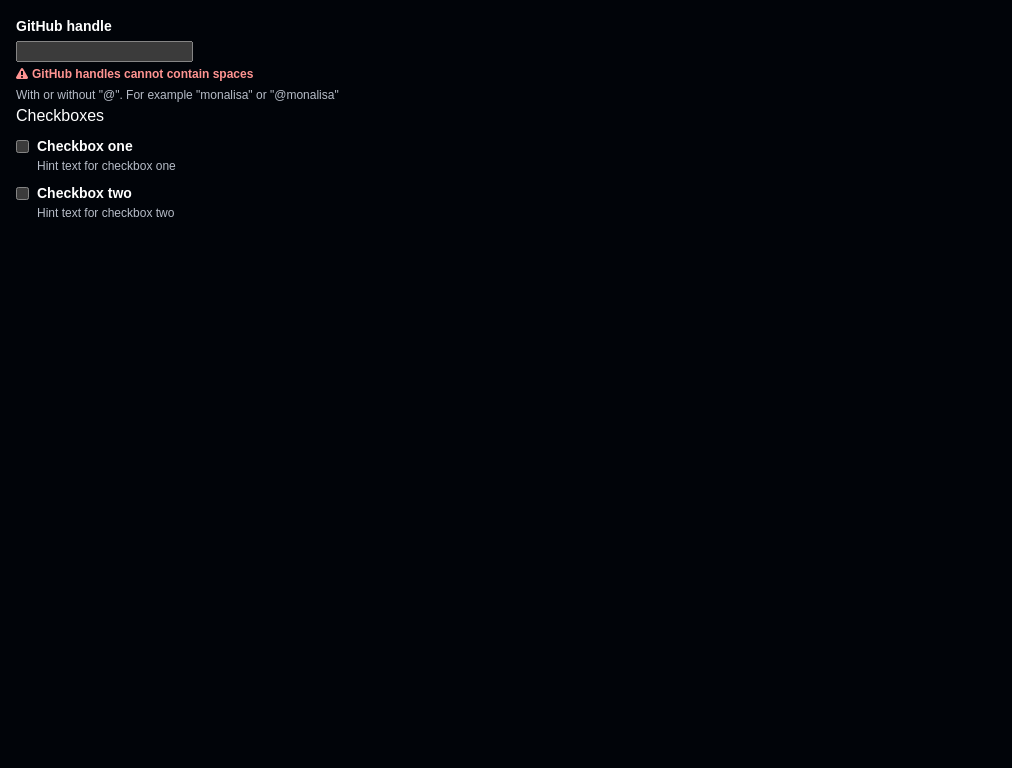 GitHub handle
GitHub handles cannot contain spaces
With or without "@". For example "monalisa" or "@monalisa"
Checkboxes
Checkbox one
Hint text for checkbox one
Checkbox two
Hint text for checkbox two